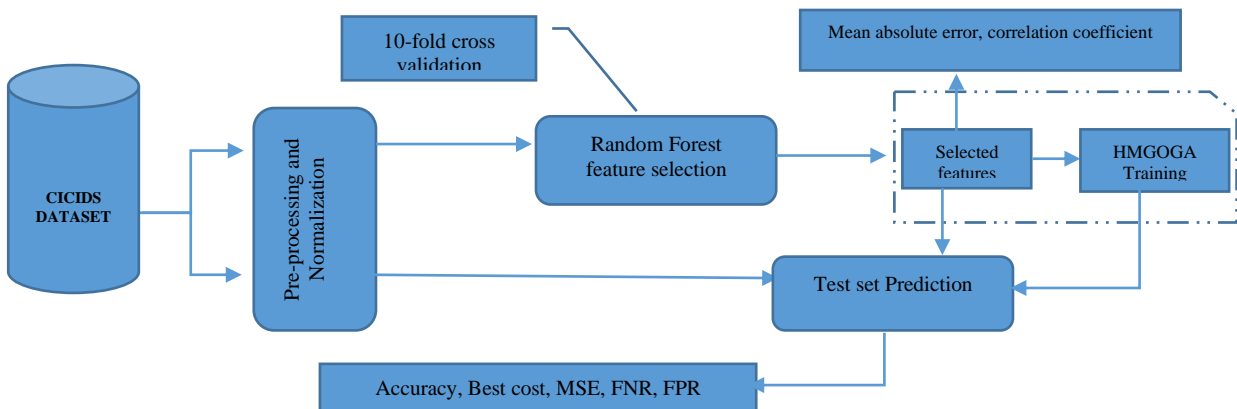 CICIDS
DATASET
Pre-processing and
Normalization
10-fold cross
validation
Random Forest
feature selection
Mean absolute error, correlation coefficient
Selected
features
HMGOGA
Training
Test set Prediction
Accuracy, Best cost, MSE, FNR, FPR